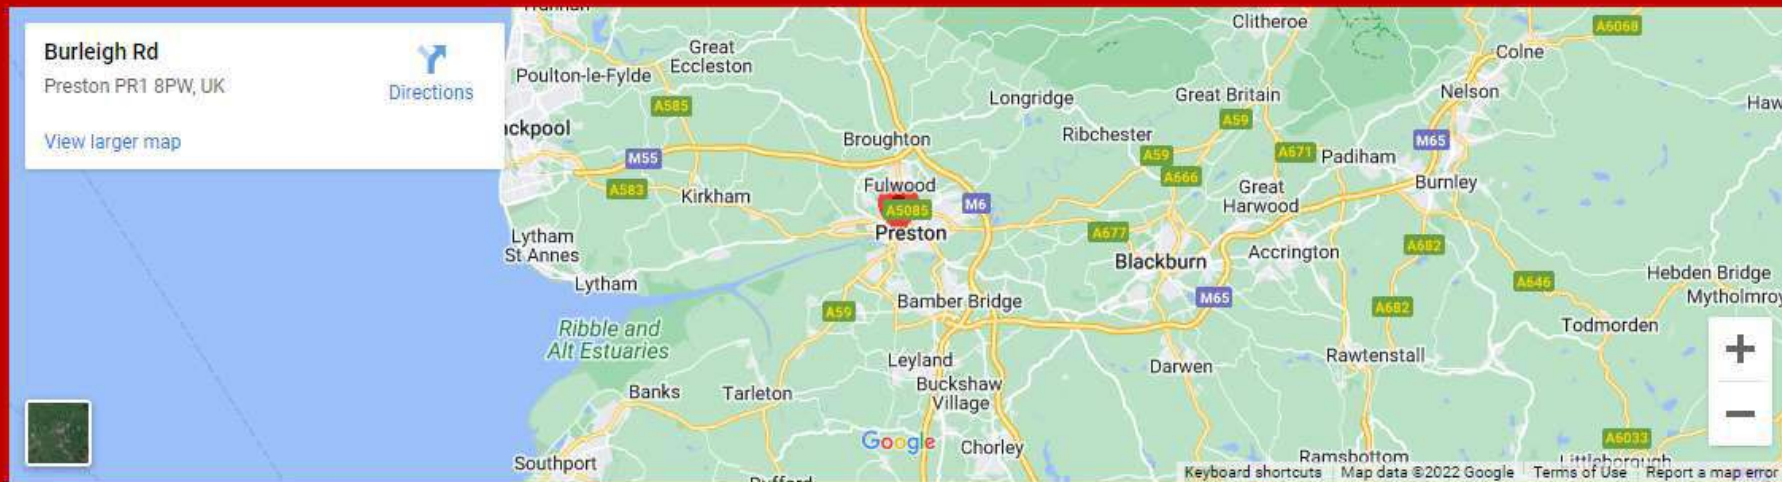 Burleigh Rd
Preston PR1 8PW, UK
Directions
View larger map
Great
Eccleston
Poulton-le-Fylde
A585
ackpool
M55
A583
Kirkham
Lytham
St Annes
Lytham
Ribble and
Alt Estuaries
Banks
Tarleton
Southport
Broughton
Fulwood
A5085
Preston
M6
A59
Bamber Bridge
Leyland
Buckshaw
Village
Google
Chorley
Clitheroe
Longridge
Great Britain
A59
Ribchester
A59
A671
A666
Padiham
Great
Harwood
A677
Blackburn
Accrington
M65
Darwen
A6068
Colne
Nelson
Haw
M65
Burnley
A682
A646
Hebden Bridge
Mytholmroy
A682
Todmorden
Rawtenstall
A6033
Ramsbottom
Littleborough
+
−
Keyboard shortcuts
Map data ©2022 Google
Terms of Use
Report a map error